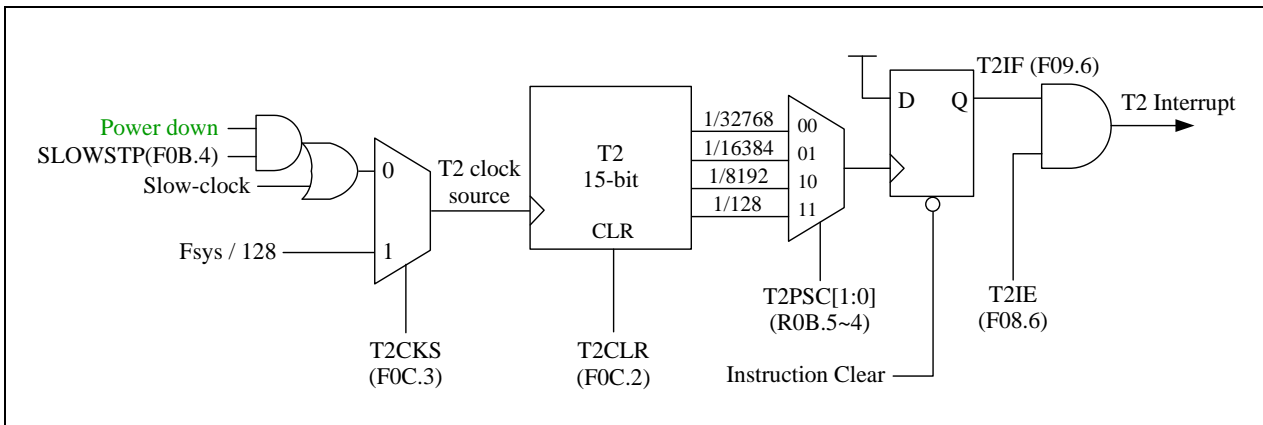 Power down
SLOWSTP(F0B.4)
Slow-clock
Fsys / 128
0
1
T2CKS
(F0C.3)
T2 clock
source
T2
15-bit
CLR
T2CLR
(F0C.2)
1/32768
1/16384
1/8192
1/128
00
01
10
11
T2PSC[1:0]
(R0B.5~4)
D
Q
Instruction Clear
T2IF (F09.6)
T2IE
(F08.6)
T2 Interrupt